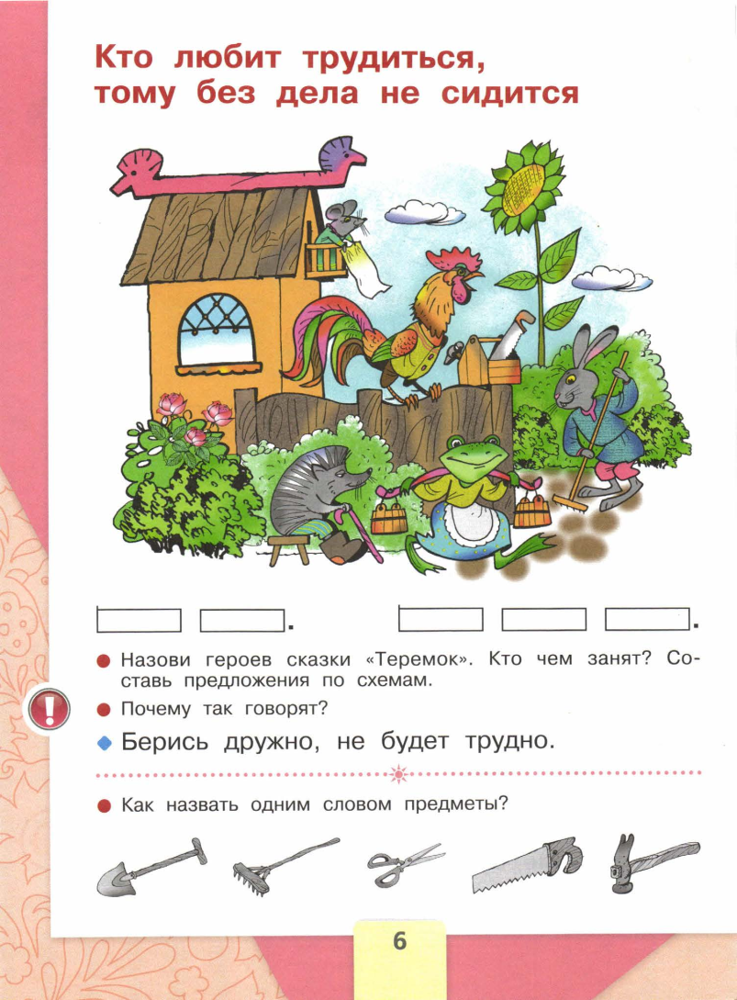 Кто любит трудиться,
тому без дела не сидится
● Назови героев сказки «Теремок». Кто чем занят? Со-
ставь предложения по схемам.
! ● Почему так говорят?
◆ Берись дружно, не будет трудно.
● Как назвать одним словом предметы?
6